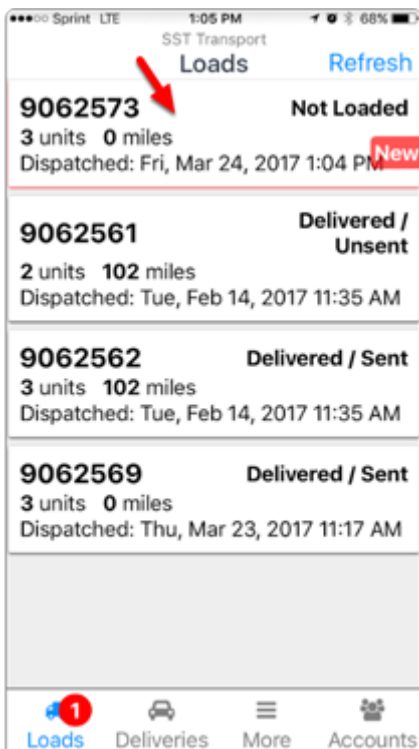 Sprint LTE 1:05 PM 68%
SST Transport
Loads Refresh
9062573 Not Loaded
3 units 0 miles
New
Dispatched: Fri, Mar 24, 2017 1:04 PM
9062561 Delivered /
Unsent
2 units 102 miles
Dispatched: Tue, Feb 14, 2017 11:35 AM
9062562 Delivered / Sent
3 units 102 miles
Dispatched: Tue, Feb 14, 2017 11:35 AM
9062569 Delivered / Sent
3 units 0 miles
Dispatched: Thu, Mar 23, 2017 11:17 AM
1
Loads Deliveries More Accounts